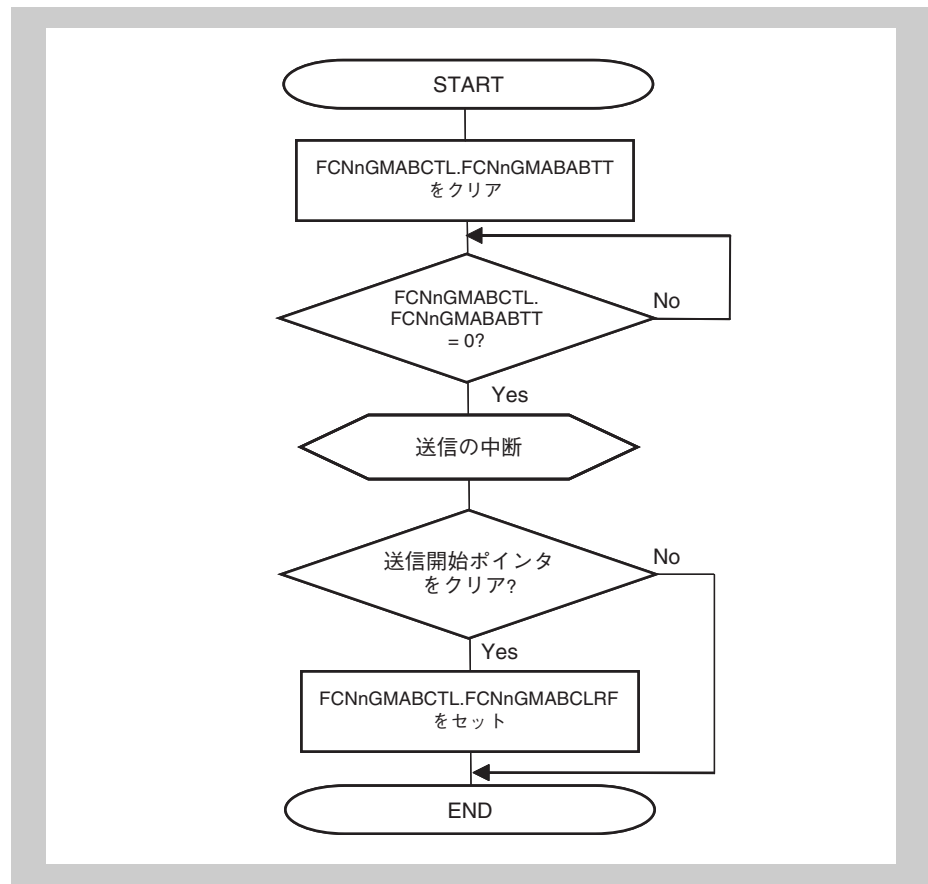 START
FCNnGMABCTL.FCNnGMABABTT
をクリア
FCNnGMABCTL.
FCNnGMABABTT
= 0?
No
Yes
送信の中断
送信開始ポインタ
をクリア?
No
Yes
FCNnGMABCTL.FCNnGMABCLRF
をセット
END